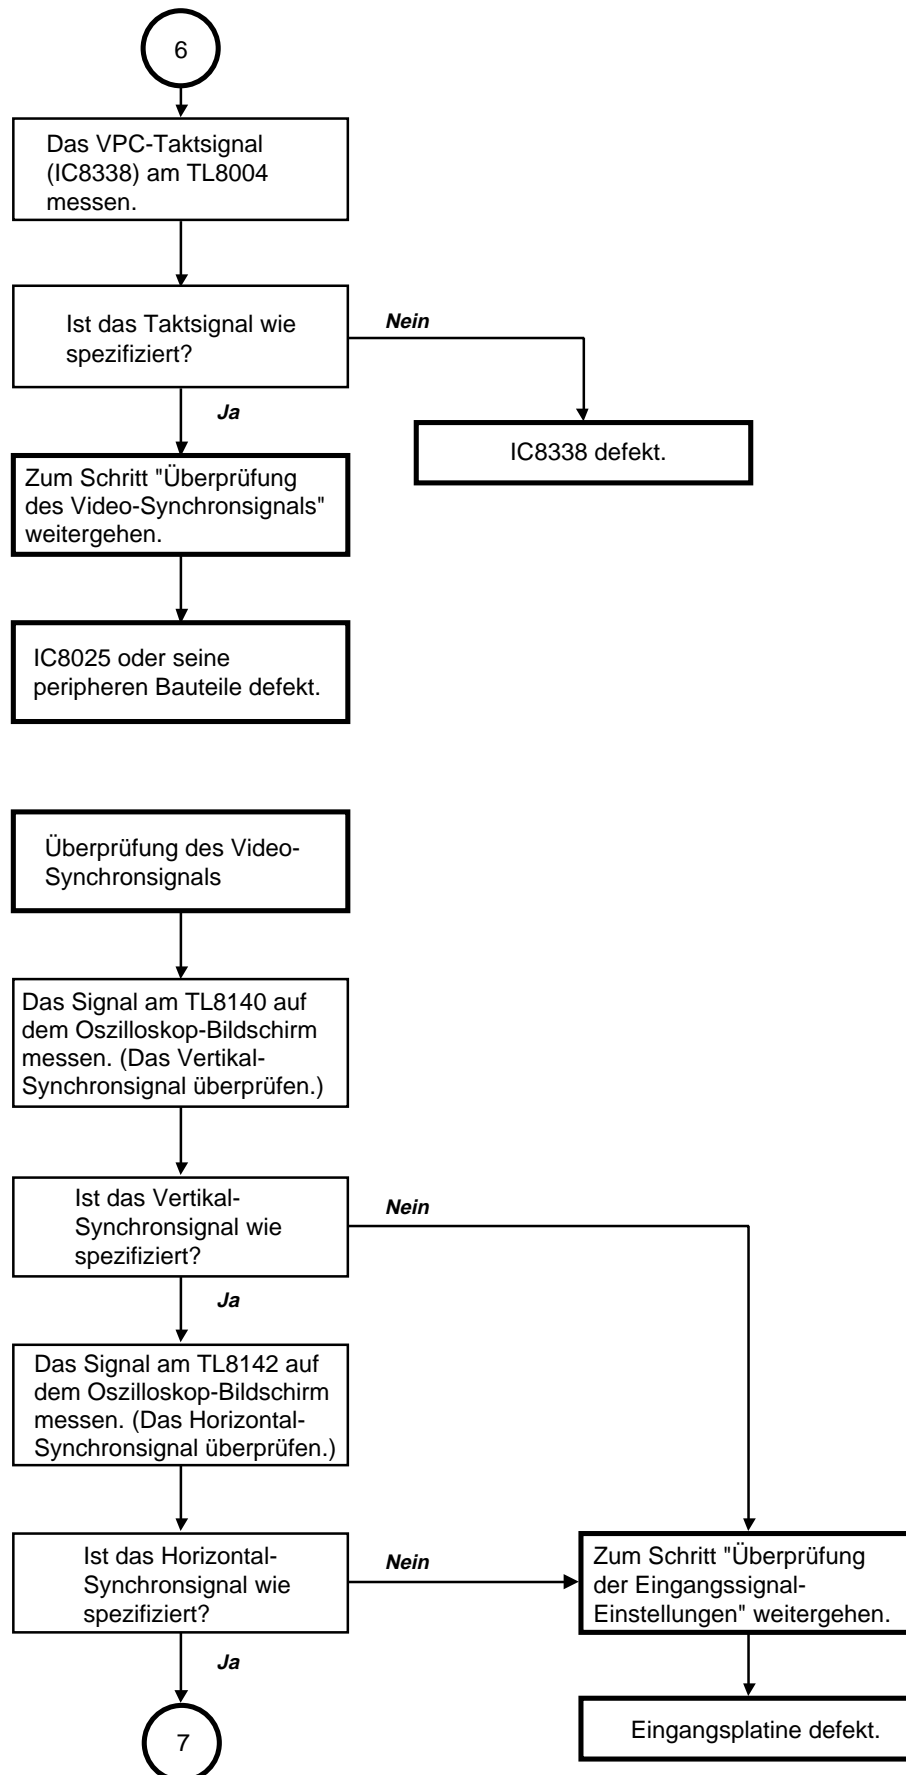 6
Das VPC-Taktsignal
(IC8338) am TL8004
messen.
Ist das Taktsignal wie
spezifiziert?
Nein
Ja
IC8338 defekt.
Zum Schritt "Überprüfung
des Video-Synchronsignals"
weitergehen.
IC8025 oder seine
peripheren Bauteile defekt.
Überprüfung des Video-
Synchronsignals
Das Signal am TL8140 auf
dem Oszilloskop-Bildschirm
messen. (Das Vertikal-
Synchronsignal überprüfen.)
Ist das Vertikal-
Synchronsignal wie
spezifiziert?
Nein
Ja
Das Signal am TL8142 auf
dem Oszilloskop-Bildschirm
messen. (Das Horizontal-
Synchronsignal überprüfen.)
Ist das Horizontal-
Synchronsignal wie
spezifiziert?
Nein
Zum Schritt "Überprüfung
der Eingangssignal-
Einstellungen" weitergehen.
Ja
7
Eingangsplatine defekt.